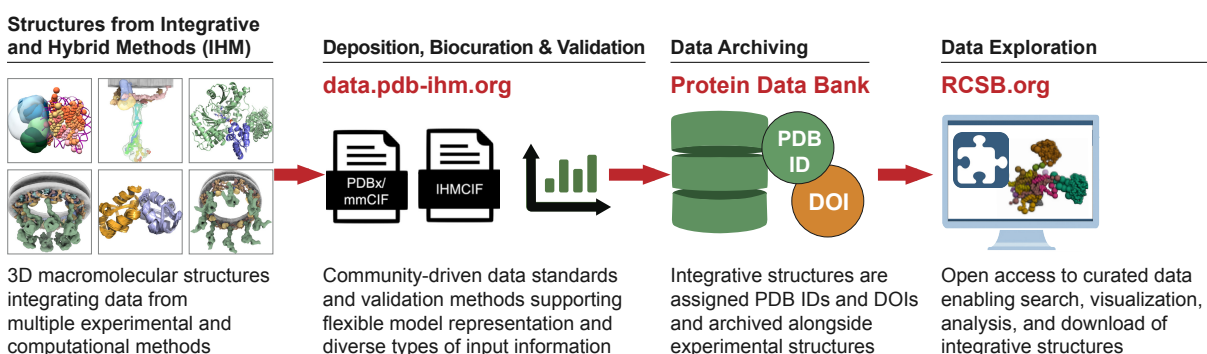 Structures from Integrative
and Hybrid Methods (IHM)
3D macromolecular structures
integrating data from
multiple experimental and
computational methods
Deposition, Biocuration & Validation
data.pdb-ihm.org
PDBx/
mmCIF
IHMCIF
Community-driven data standards
and validation methods supporting
flexible model representation and
diverse types of input information
Data Archiving
Protein Data Bank
PDB
ID
DOI
Integrative structures are
assigned PDB IDs and DOIs
and archived alongside
experimental structures
Data Exploration
RCSB.org
Open access to curated data
enabling search, visualization,
analysis, and download of
integrative structures